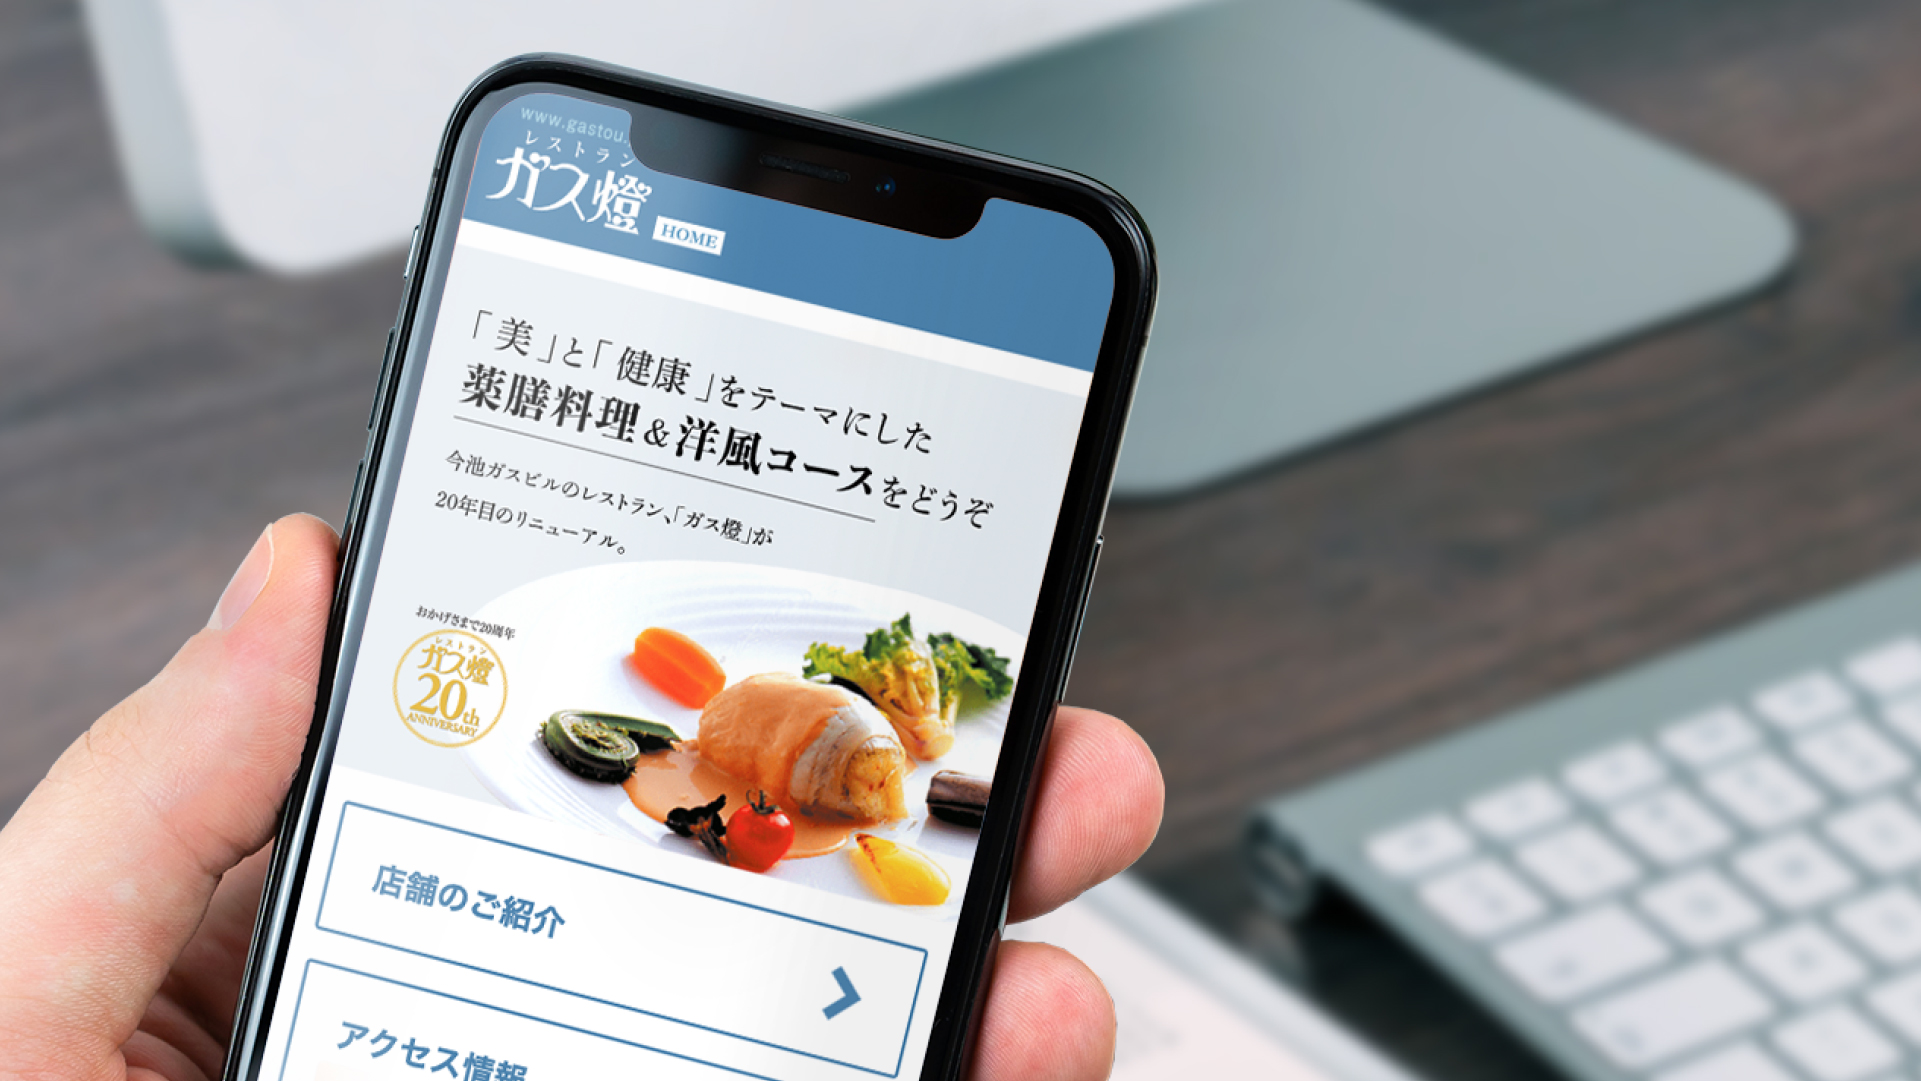 www.gastou.
レストラン
ガス燈
HOME
「美」と「健康」をテーマにした
薬膳料理&洋風コースをどうぞ
今池ガスビルのレストラン、「ガス燈」が
20年目のリニューアル。
おかげさまで20周年
レストラン
ガス燈
20th
ANNIVERSARY
店舗のご紹介
アクセス情報